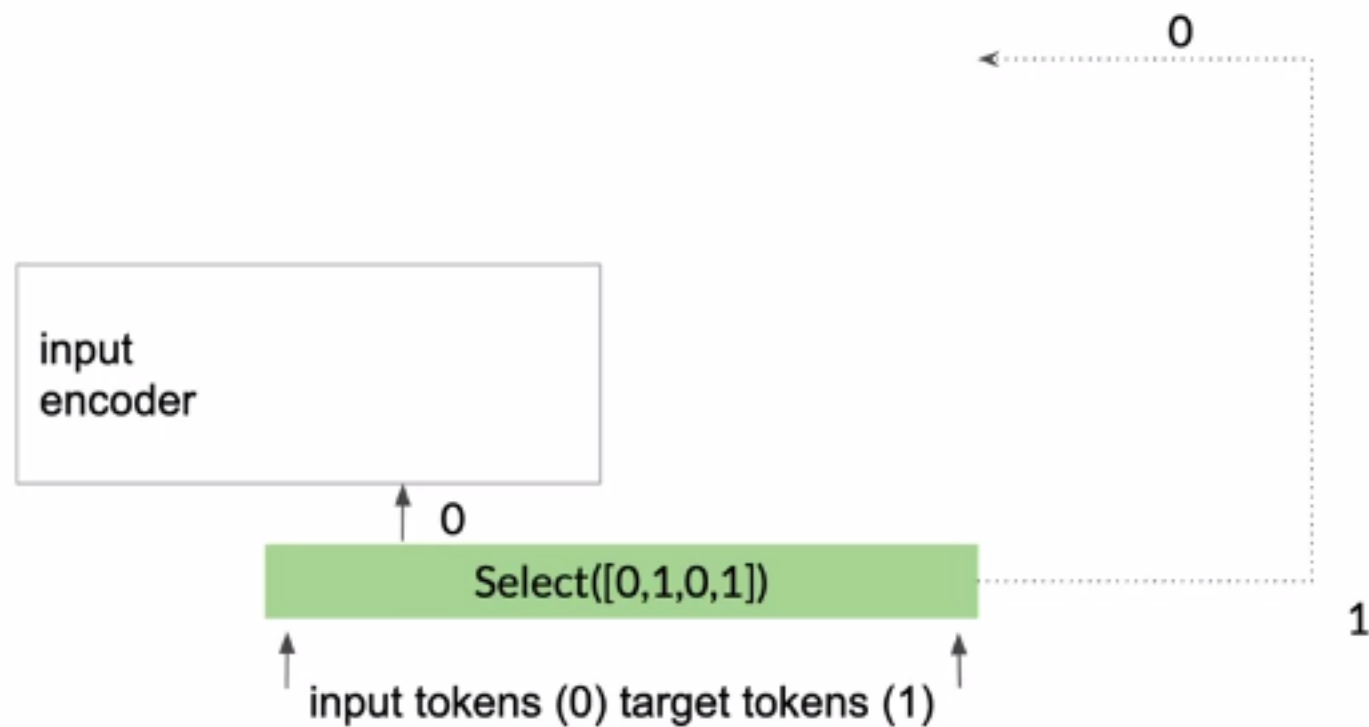 0
input
encoder
0
Select([0,1,0,1])
1
input tokens (0) target tokens (1)